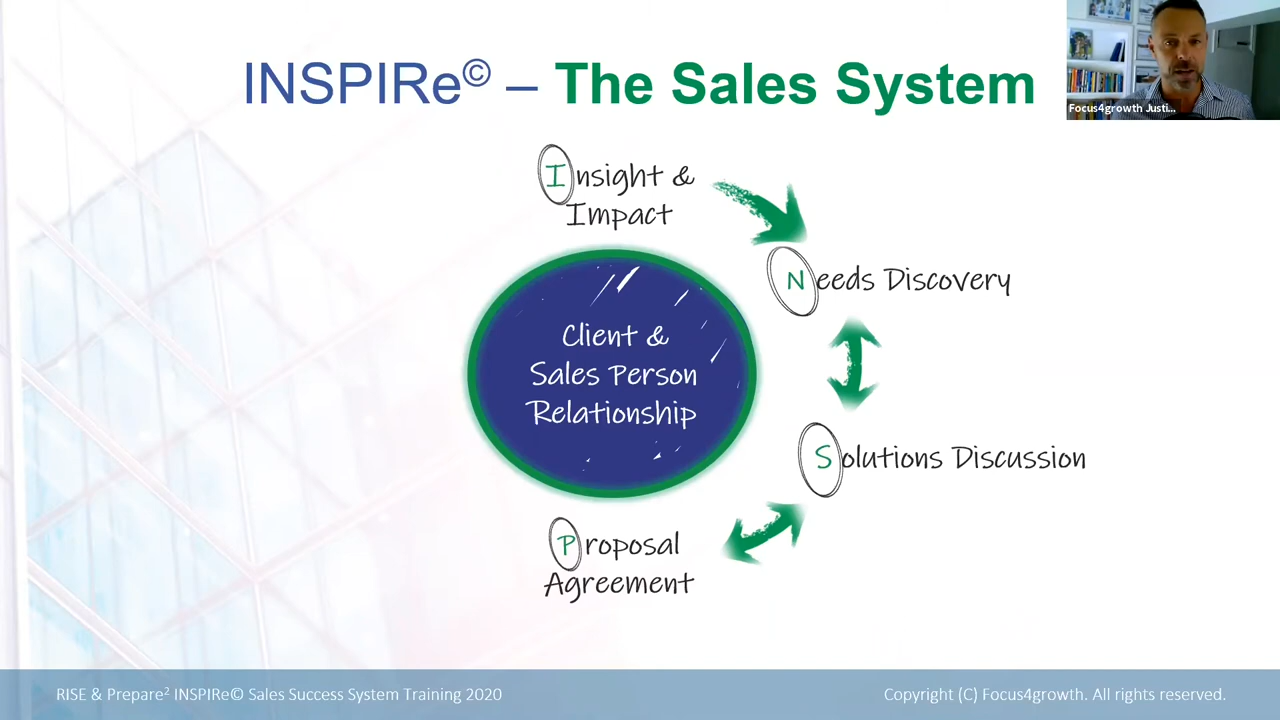 INSPIRe© – The Sales System
Focus4growth Justi...
Insight &
Impact
Needs Discovery
Client &
Sales Person
Relationship
Solutions Discussion
Proposal
Agreement
RISE & Prepare² INSPIRe© Sales Success System Training 2020
Copyright (C) Focus4growth. All rights reserved.